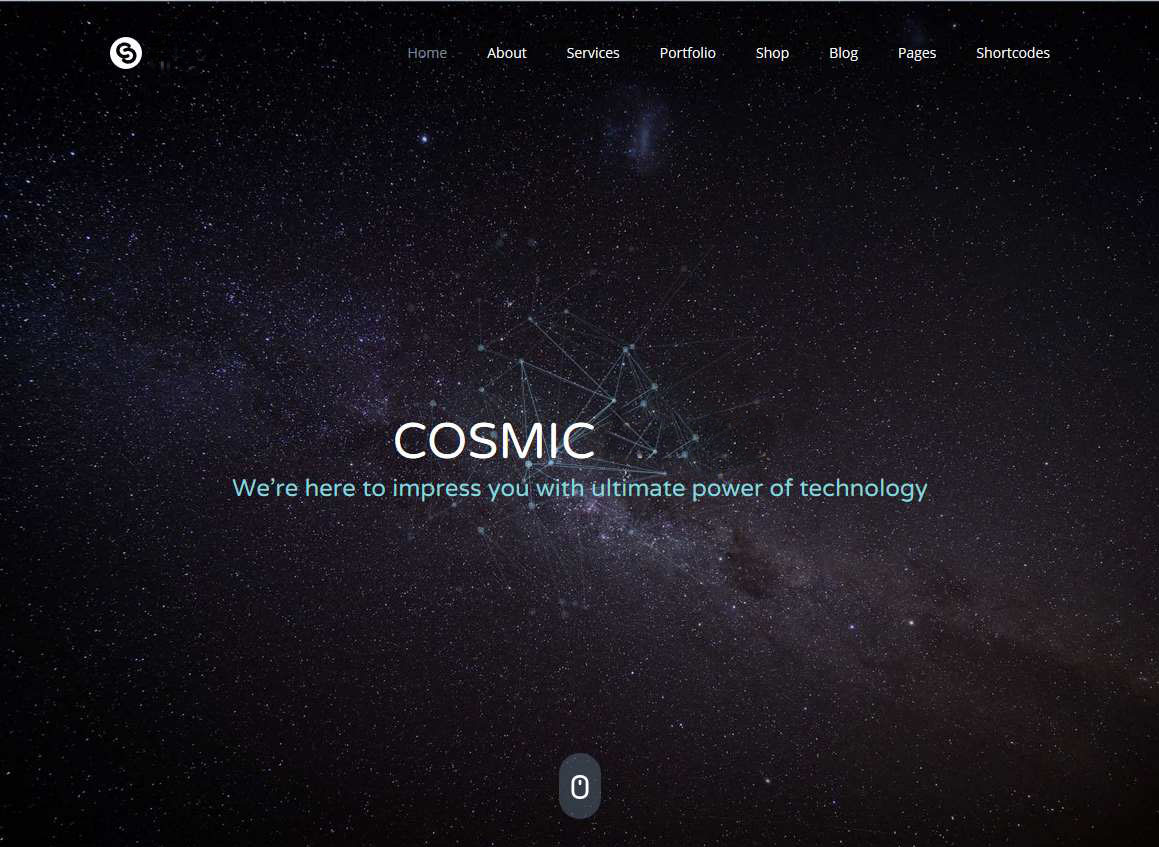 Home About Services Portfolio Shop Blog Pages Shortcodes
COSMIC
We’re here to impress you with ultimate power of technology